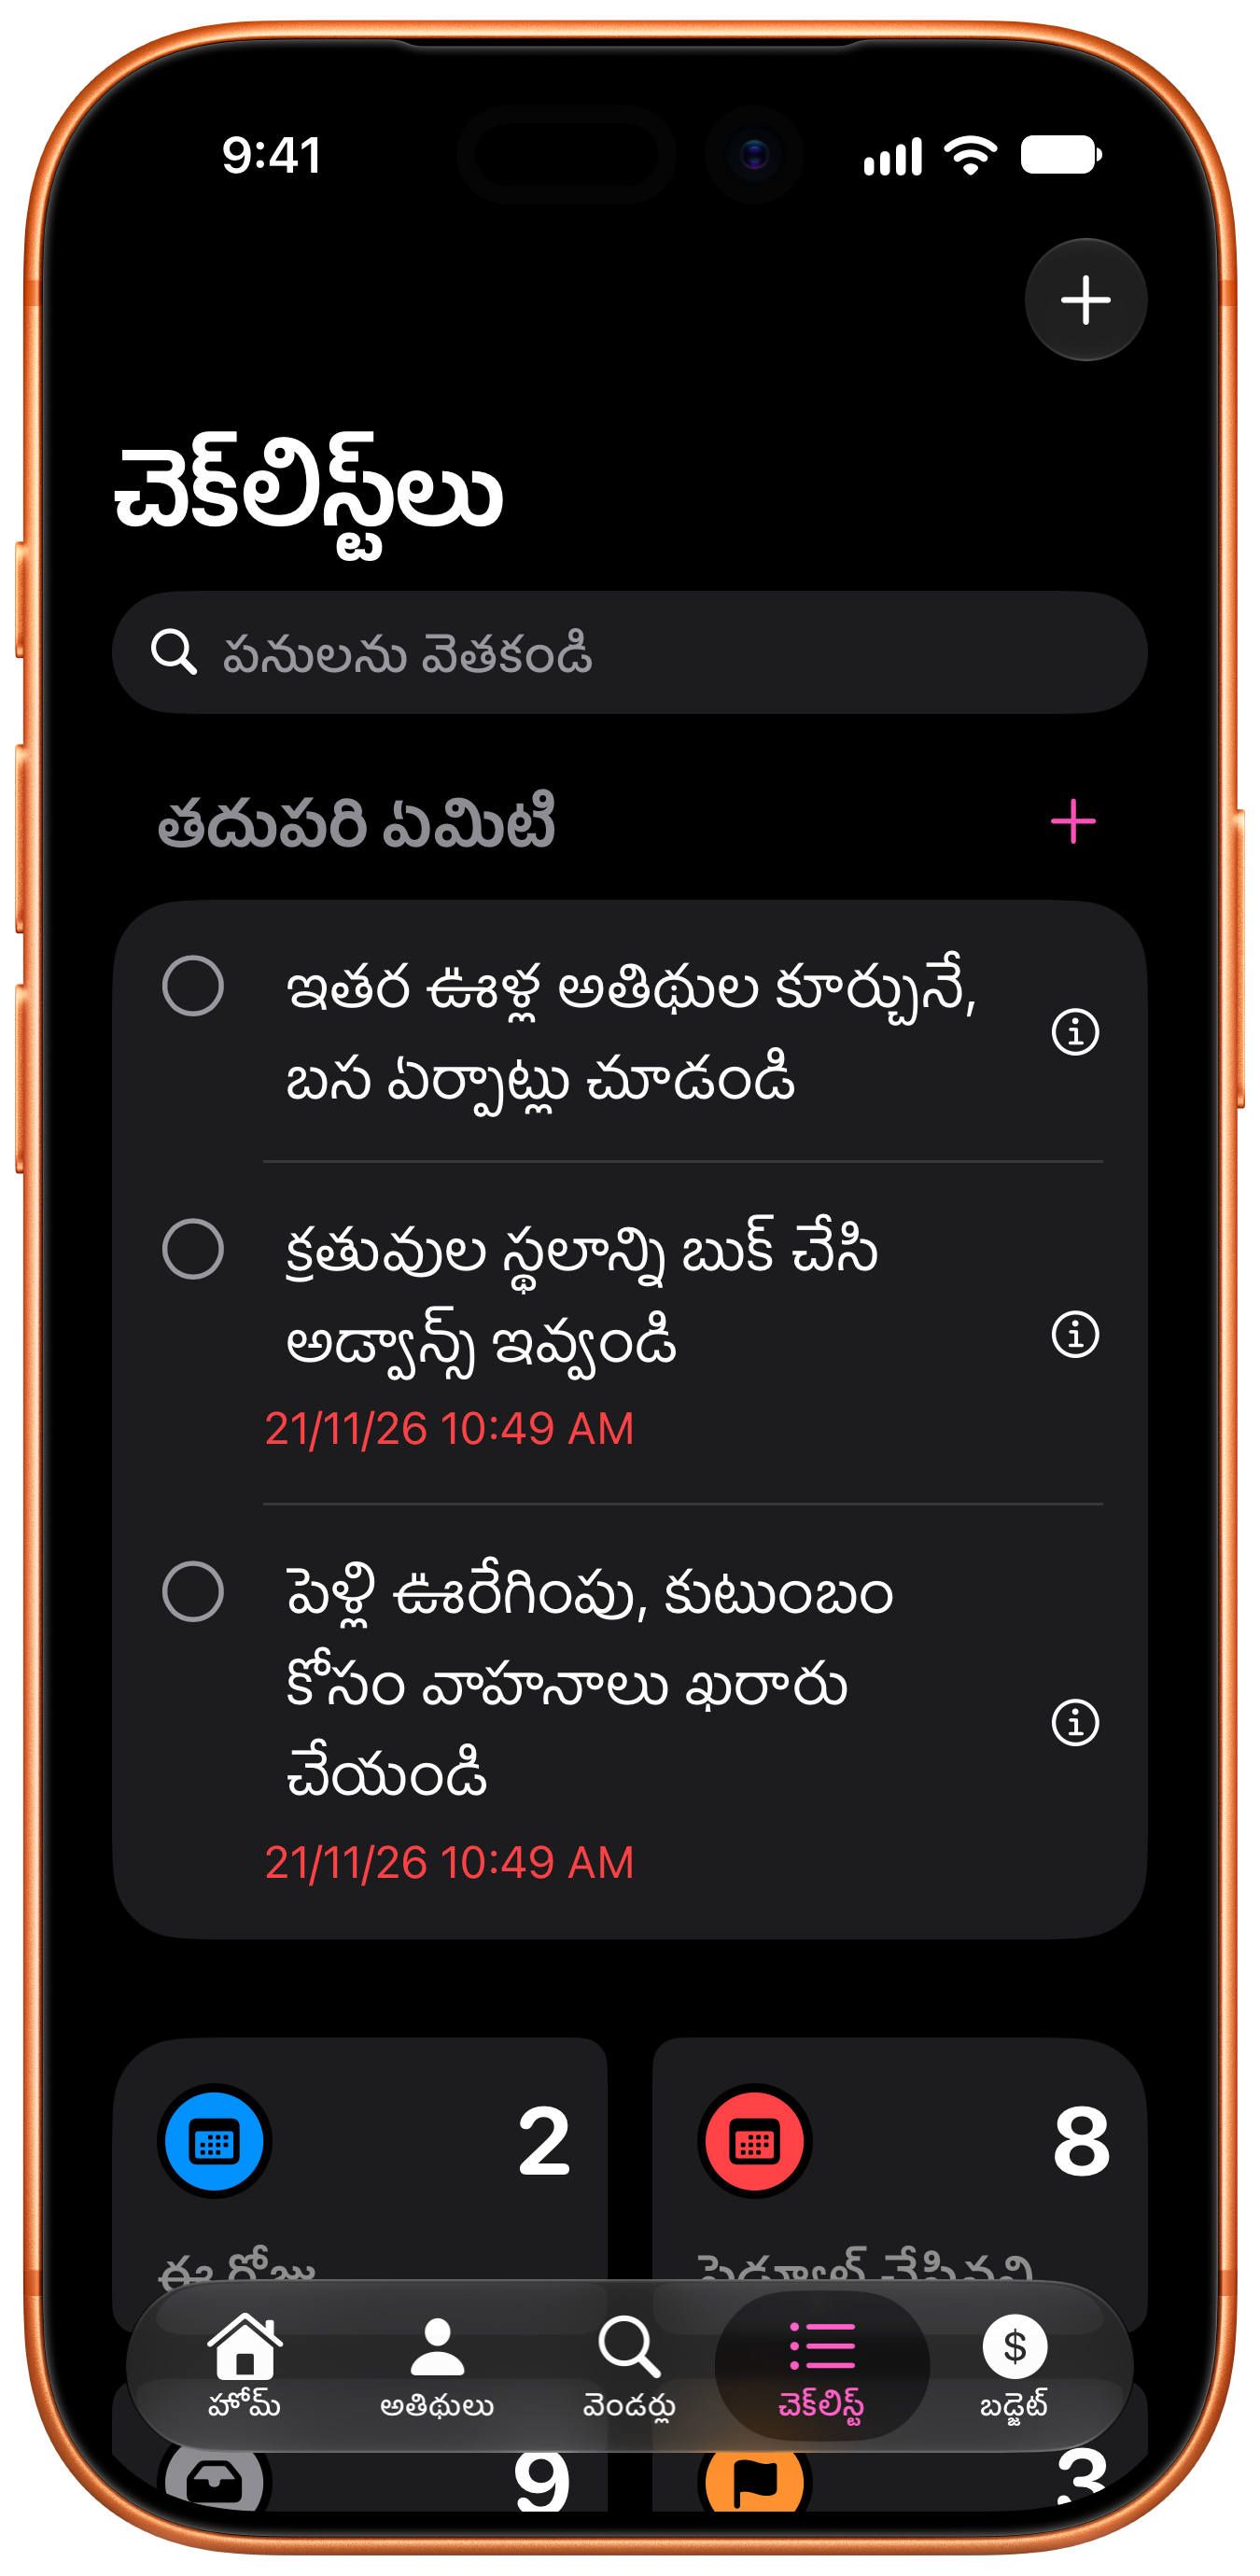 9:41
చెక్‌లిస్ట్‌లు
పనులను వెతకండి
తదుపరి ఏమిటి
ఇతర ఊళ్ల అతిథుల కూర్చునే,
బస ఏర్పాట్లు చూడండి
క్రతువుల స్థలాన్ని బుక్ చేసి
అడ్వాన్స్ ఇవ్వండి
21/11/26 10:49 AM
పెళ్లి ఊరేగింపు, కుటుంబం
కోసం వాహనాలు ఖరారు
చేయండి
21/11/26 10:49 AM
2
8
ఈ రోజు
షెడ్యూల్ చేసినవి
హోమ్
అతిథులు
వెండర్లు
చెక్‌లిస్ట్
బడ్జెట్
9
3